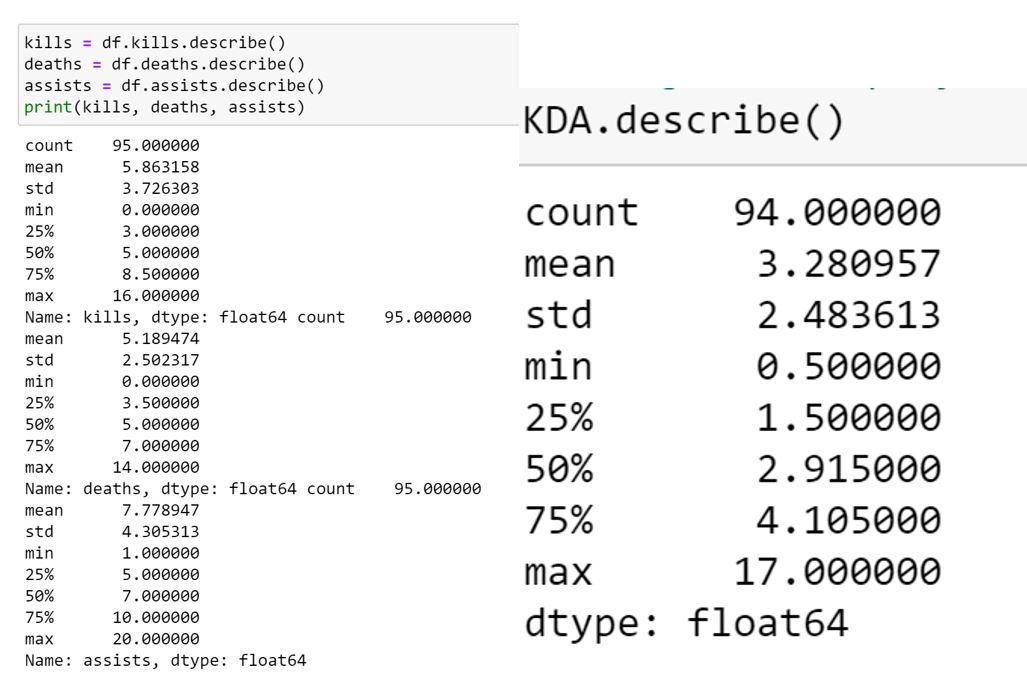 kills = df.kills.describe()
deaths = df.deaths.describe()
assists = df.assists.describe()
print(kills, deaths, assists)
count    95.000000
mean      5.863158
std       3.726303
min       0.000000
25%       3.000000
50%       5.000000
75%       8.500000
max      16.000000
Name: kills, dtype: float64 count    95.000000
mean      5.189474
std       2.502317
min       0.000000
25%       3.500000
50%       5.000000
75%       7.000000
max      14.000000
Name: deaths, dtype: float64 count    95.000000
mean      7.778947
std       4.305313
min       1.000000
25%       5.000000
50%       7.000000
75%      10.000000
max      20.000000
Name: assists, dtype: float64
KDA.describe()
count    94.000000
mean      3.280957
std       2.483613
min       0.500000
25%       1.500000
50%       2.915000
75%       4.105000
max      17.000000
dtype: float64